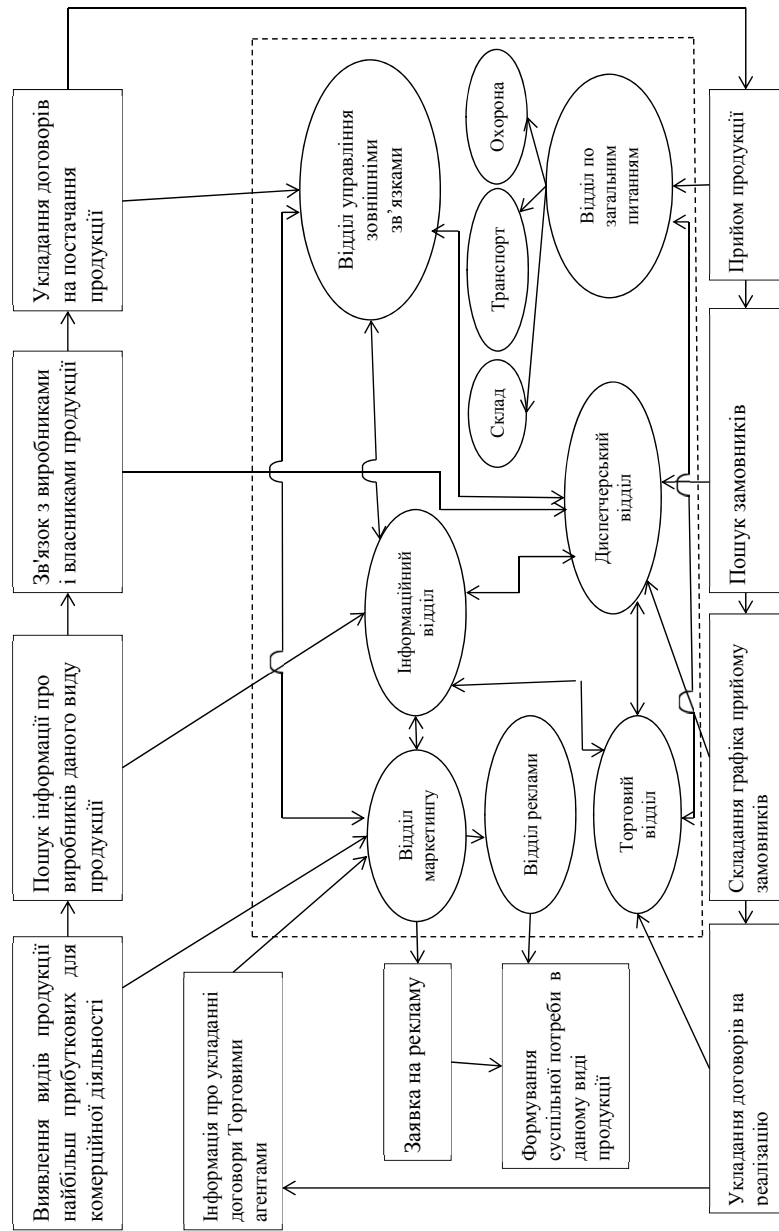 Виявлення видів продукції
найбільш прибуткових для
комерційної діяльності
Пошук інформації про
виробників даного виду
продукції
Зв'язок з виробниками
і власниками продукції
Укладання договорів
на постачання
продукції
Інформація про укладанні
договори Торговими
агентами
Заявка на рекламу
Формування
суспільної потреби в
даному виді
продукції
Відділ
маркетингу
Інформаційний
відділ
Відділ управління
зовнішніми
зв’язками
Відділ реклами
Склад
Транспорт
Охорона
Торговий
відділ
Диспетчерський
відділ
Відділ по
загальним
питанням
Укладання договорів на
реалізацію
Складання графіка прийому
замовників
Пошук замовників
Прийом продукції